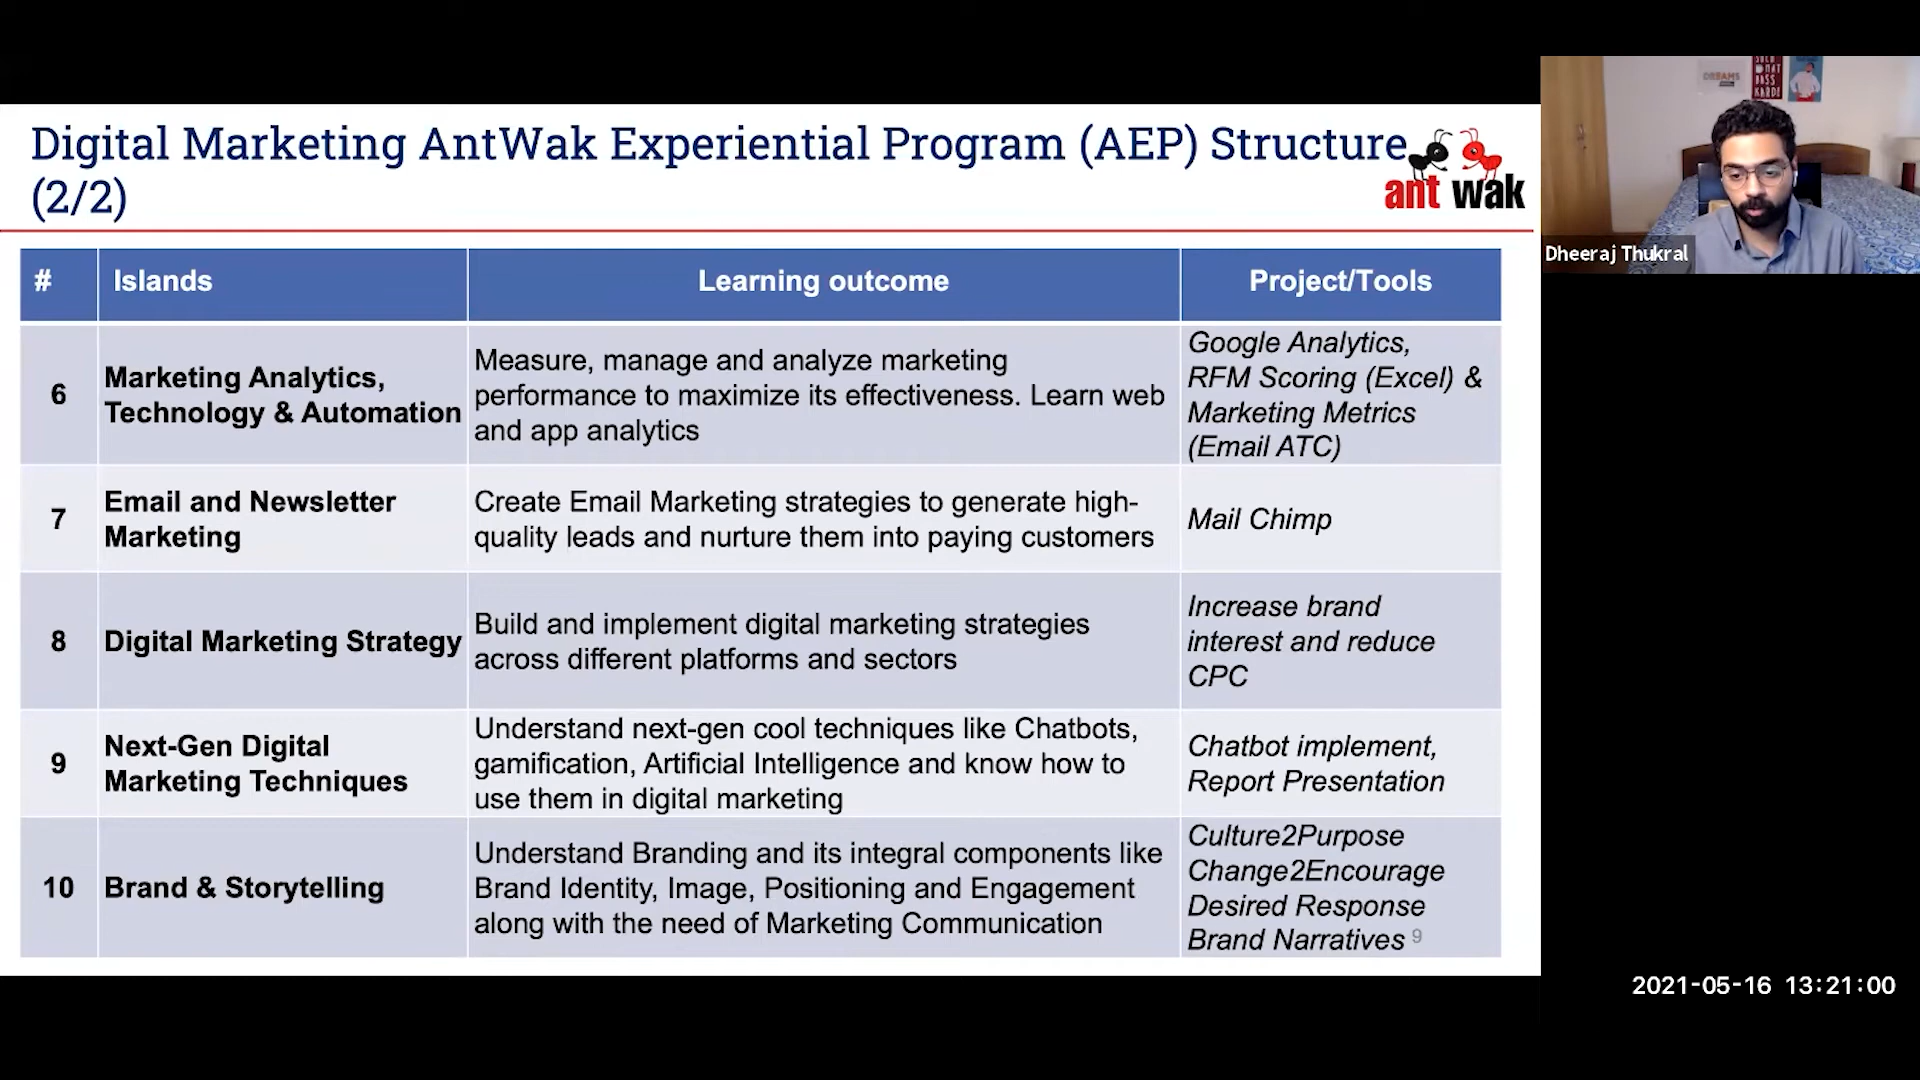 Digital Marketing AntWak Experiential Program (AEP) Structure
(2/2)
ant wak
# Islands Learning outcome Project/Tools
6
Marketing Analytics,
Technology & Automation
Measure, manage and analyze marketing
performance to maximize its effectiveness. Learn web
and app analytics
Google Analytics,
RFM Scoring (Excel) &
Marketing Metrics
(Email ATC)
7
Email and Newsletter
Marketing
Create Email Marketing strategies to generate high-
quality leads and nurture them into paying customers
Mail Chimp
8
Digital Marketing Strategy
Build and implement digital marketing strategies
across different platforms and sectors
Increase brand
interest and reduce
CPC
9
Next-Gen Digital
Marketing Techniques
Understand next-gen cool techniques like Chatbots,
gamification, Artificial Intelligence and know how to
use them in digital marketing
Chatbot implement,
Report Presentation
10
Brand & Storytelling
Understand Branding and its integral components like
Brand Identity, Image, Positioning and Engagement
along with the need of Marketing Communication
Culture2Purpose
Change2Encourage
Desired Response
Brand Narratives
9
DREAMS
BASS
KARDI
Dheeraj Thukral
2021-05-16 13:21:00